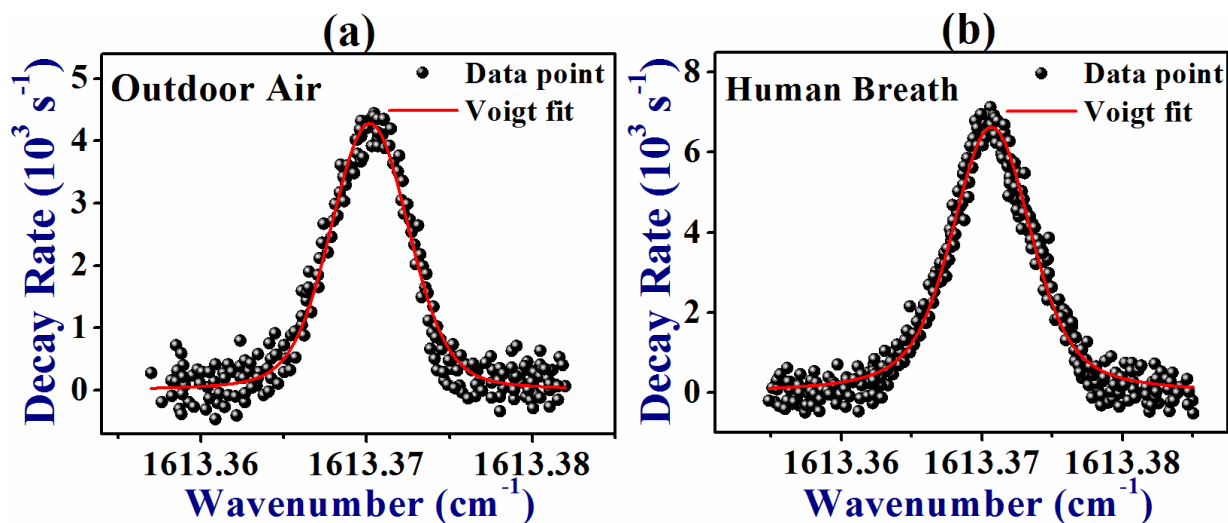 (a)
Outdoor Air
Data point
Voigt fit
Decay Rate (10³ s⁻¹)
5
4
3
2
1
0
1613.36 1613.37 1613.38
Wavenumber (cm⁻¹)
(b)
Human Breath
Data point
Voigt fit
Decay Rate (10³ s⁻¹)
8
6
4
2
0
1613.36 1613.37 1613.38
Wavenumber (cm⁻¹)